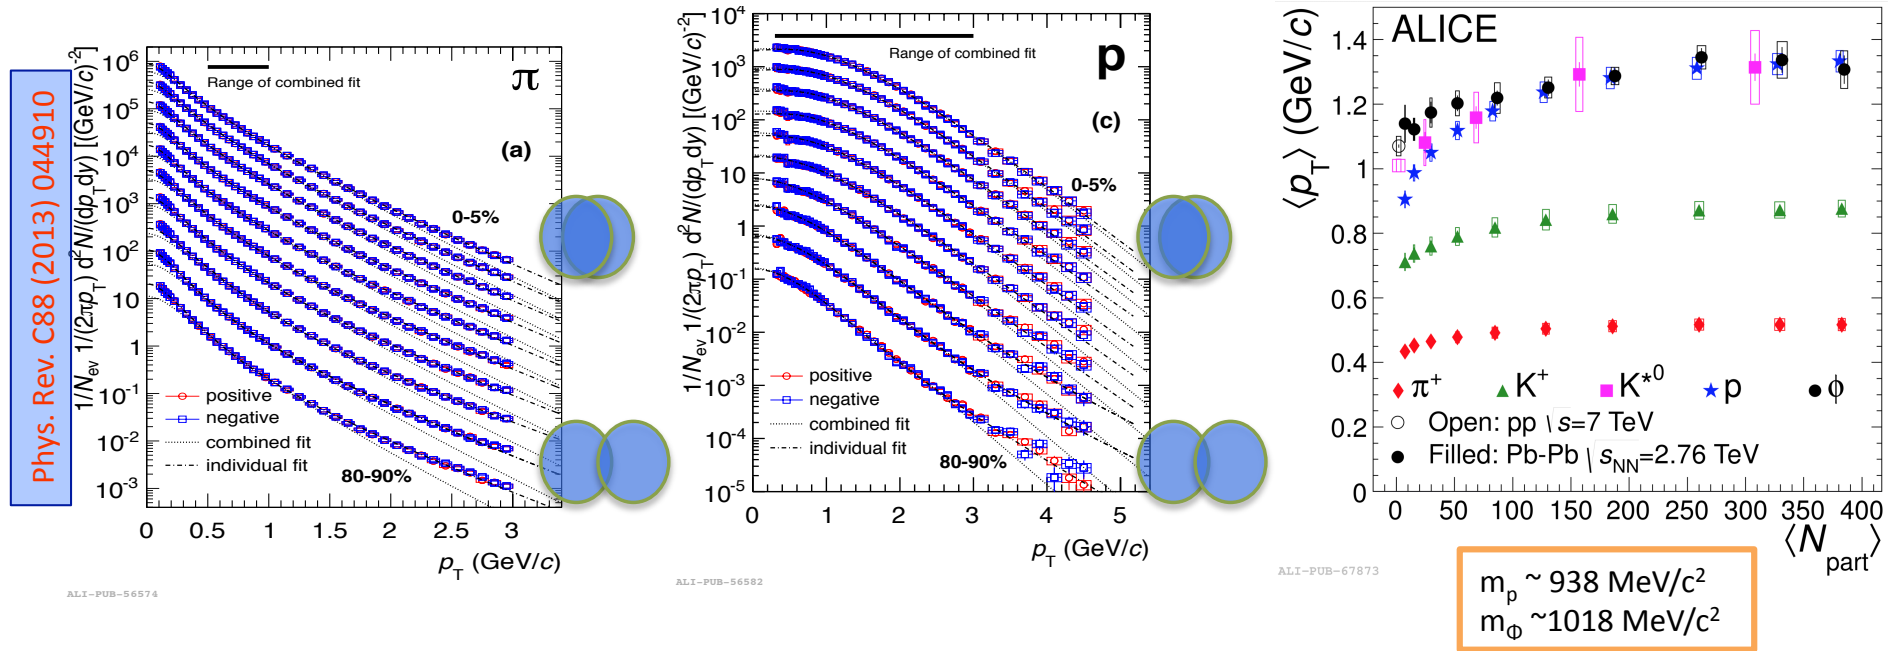 Phys. Rev. C88 (2013) 044910
1/N_ev 1/(2πp_T) d²N/(dp_T dy) [(GeV/c)⁻²]
10⁶
10⁵
10⁴
10³
10²
10
1
10⁻¹
10⁻²
10⁻³
Range of combined fit
π
(a)
0-5%
positive
negative
combined fit
individual fit
80-90%
0 0.5 1 1.5 2 2.5 3
p_T (GeV/c)
ALI-PUB-56574
1/N_ev 1/(2πp_T) d²N/(dp_T dy) [(GeV/c)⁻²]
10⁴
10³
10²
10
1
10⁻¹
10⁻²
10⁻³
10⁻⁴
10⁻⁵
Range of combined fit
p
(c)
0-5%
positive
negative
combined fit
individual fit
80-90%
0 1 2 3 4 5
p_T (GeV/c)
ALI-PUB-56582
⟨p_T⟩ (GeV/c)
1.4
1.2
1
0.8
0.6
0.4
0.2
0
ALICE
π⁺ K⁺ K*⁰ p ϕ
Open: pp \ s=7 TeV
Filled: Pb-Pb \ s_NN=2.76 TeV
0 50 100 150 200 250 300 350 400
⟨N_part⟩
ALI-PUB-67873
m_p ~ 938 MeV/c²
m_Φ ~1018 MeV/c²